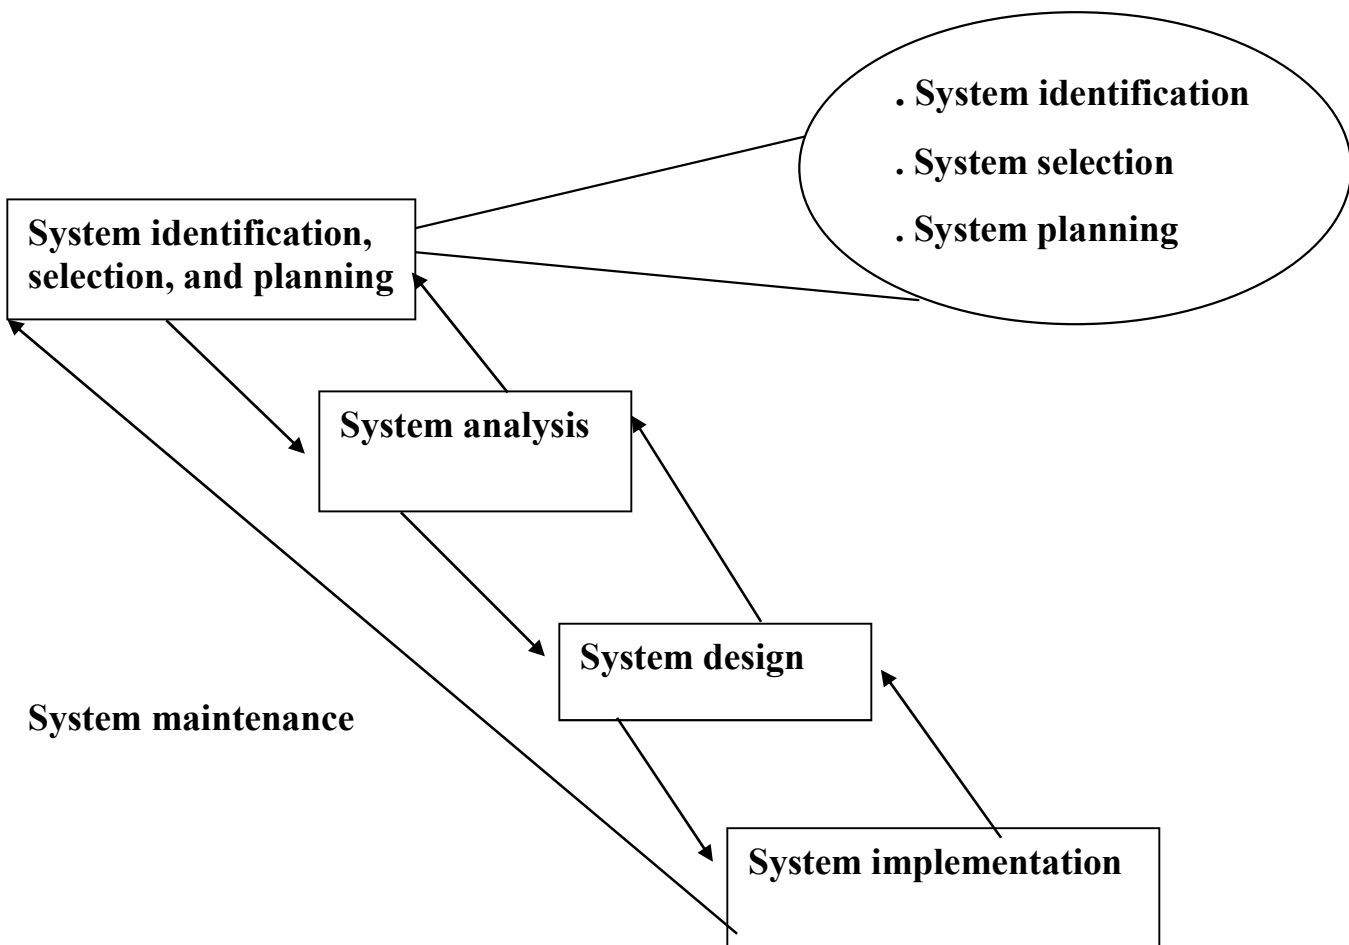 . System identification
. System selection
. System planning
System identification,
selection, and planning
System analysis
System design
System maintenance
System implementation